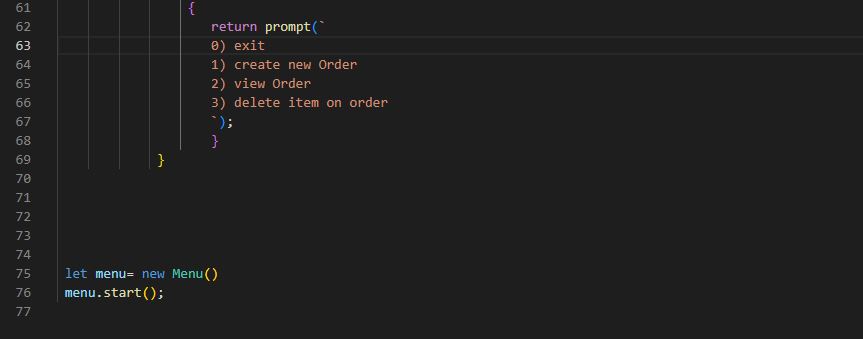 61 {
62 return prompt(`
63 0) exit
64 1) create new Order
65 2) view Order
66 3) delete item on order
67 `);
68 }
69 }
70
71
72
73
74
75 let menu= new Menu()
76 menu.start();
77